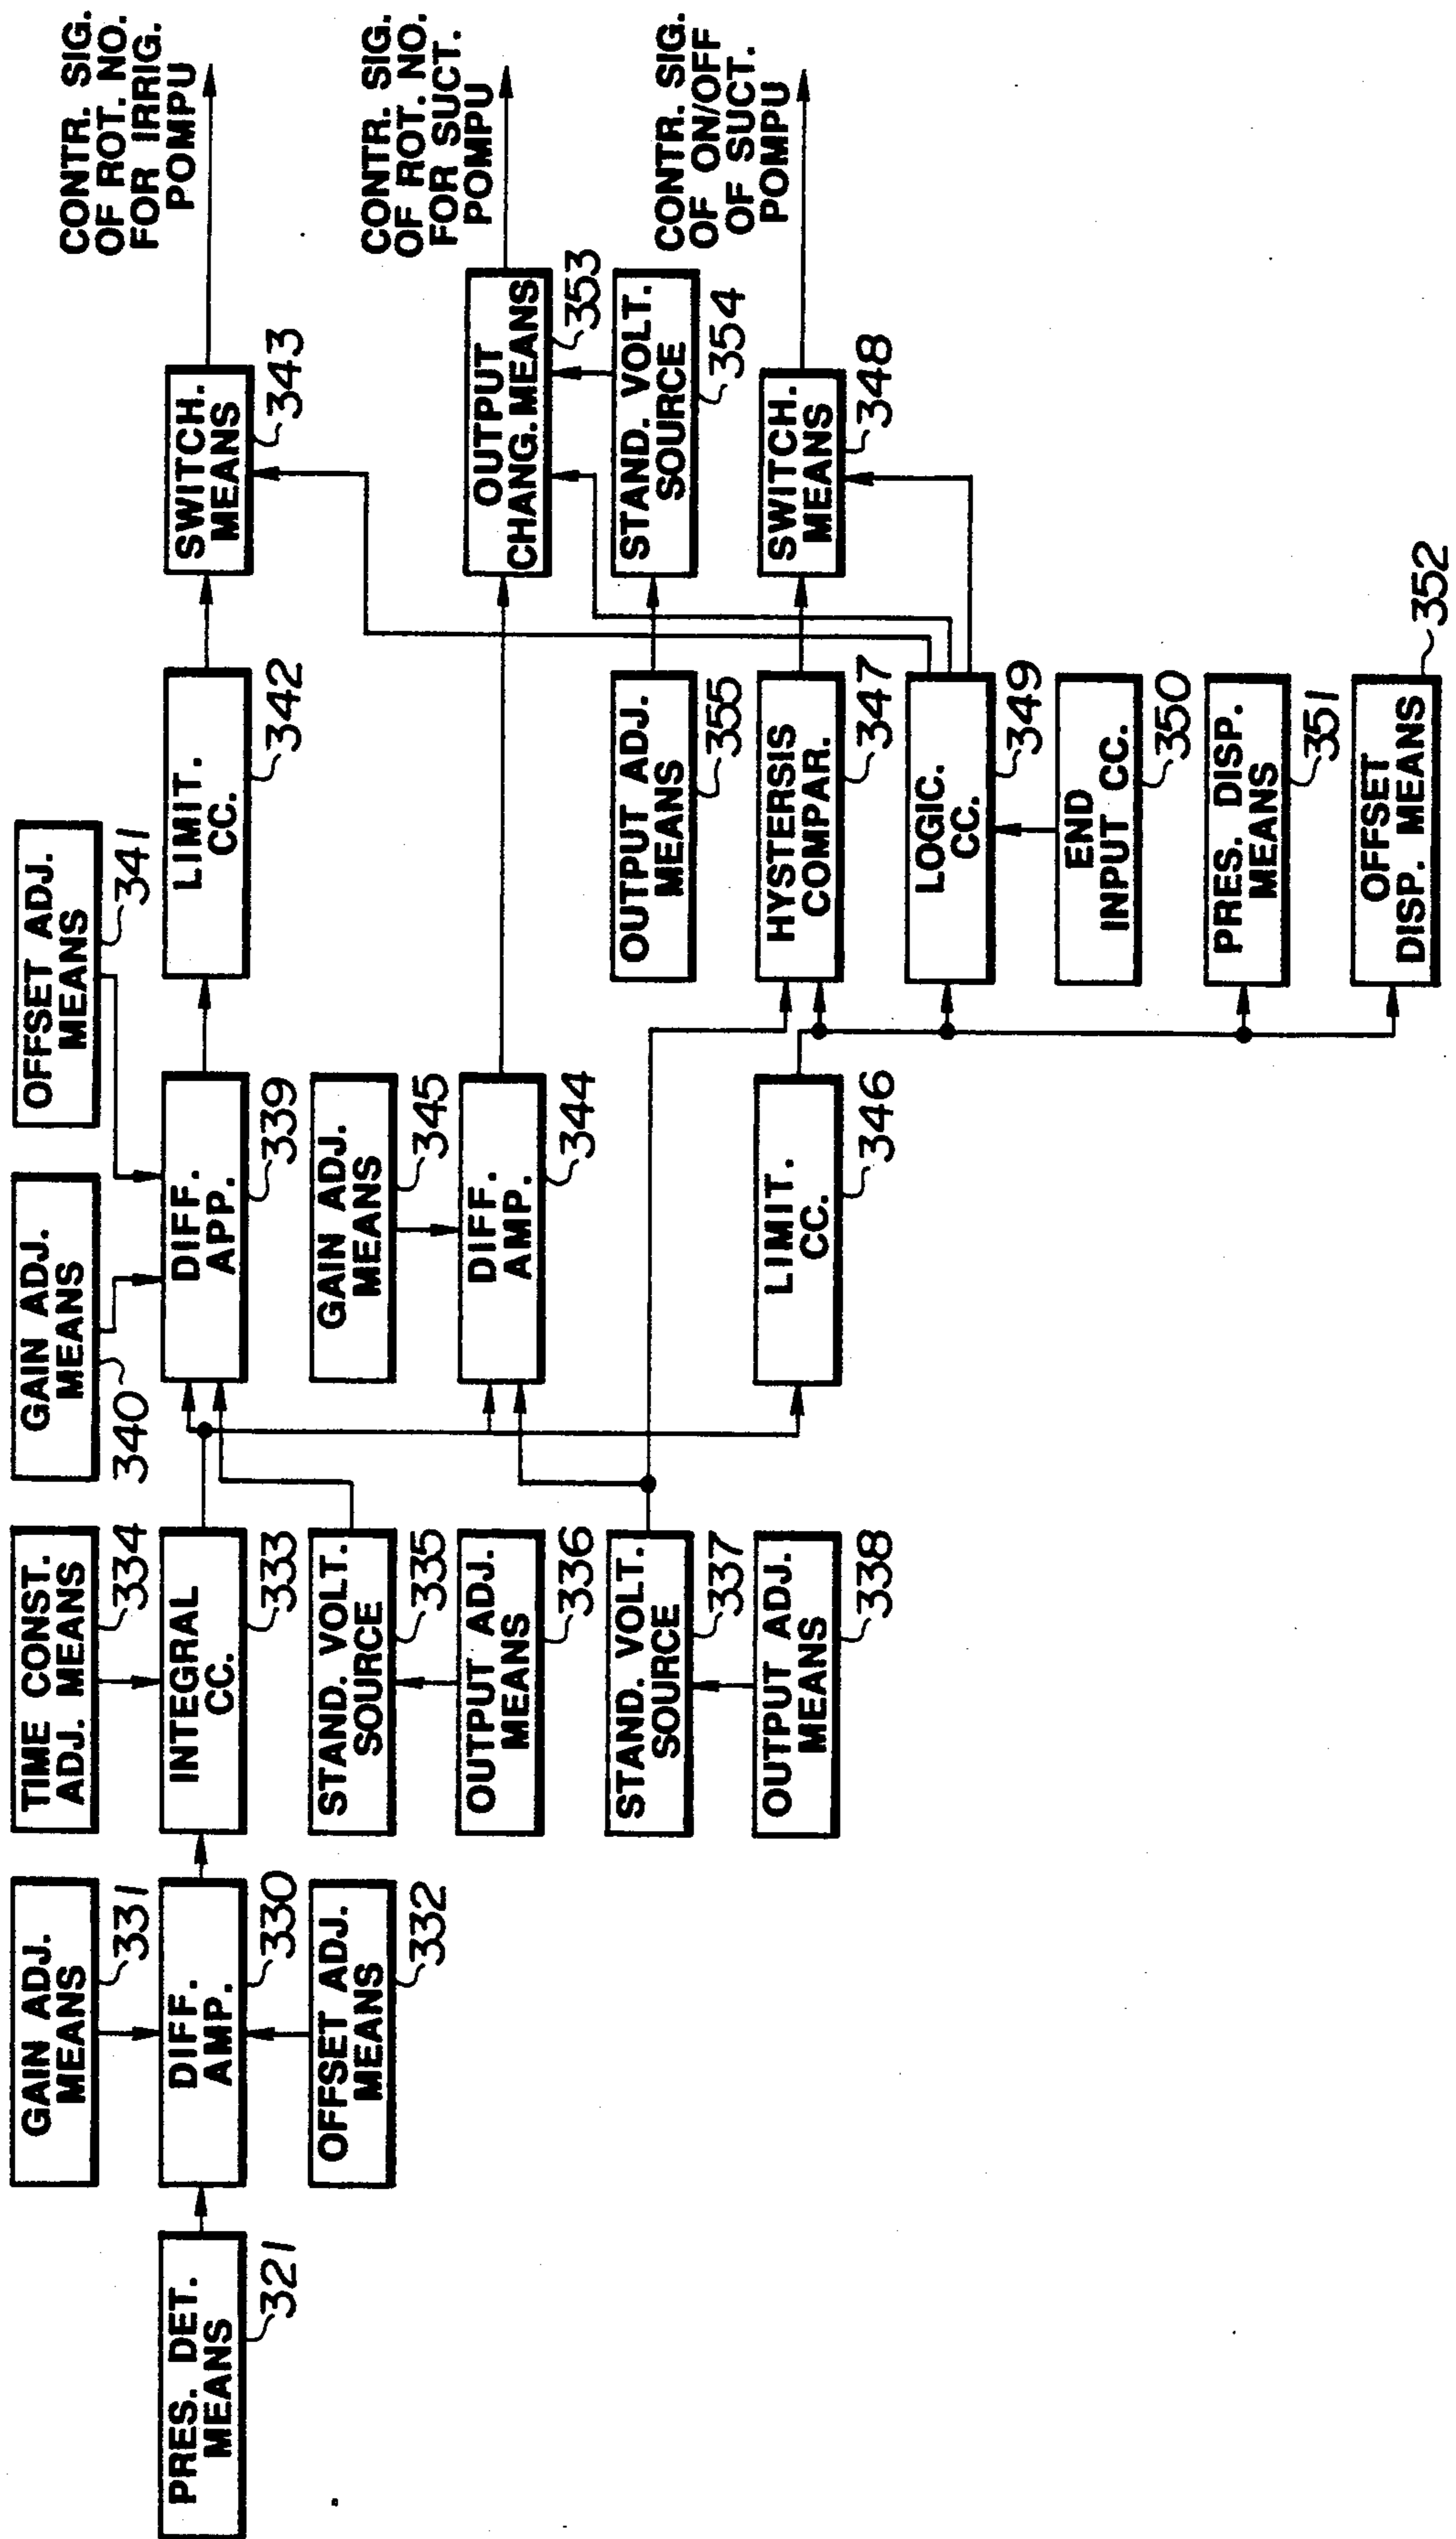 PRES. DET.
MEANS
321
GAIN ADJ.
MEANS
331
DIFF.
AMP.
330
OFFSET ADJ.
MEANS
332
TIME CONST.
ADJ. MEANS
334
INTEGRAL
CC.
333
STAND. VOLT.
SOURCE
335
OUTPUT ADJ.
MEANS
336
STAND. VOLT.
SOURCE
337
OUTPUT ADJ.
MEANS
338
GAIN ADJ.
MEANS
340
OFFSET ADJ.
MEANS
341
DIFF.
APP.
339
GAIN ADJ.
MEANS
345
DIFF.
AMP.
344
LIMIT.
CC.
346
LIMIT.
CC.
342
OUTPUT ADJ.
MEANS
355
HYSTERSIS
COMPAR.
347
LOGIC.
CC.
349
END
INPUT CC.
350
PRES. DISP.
MEANS
351
OFFSET
DISP. MEANS
352
SWITCH.
MEANS
343
OUTPUT
CHANG.MEANS
353
STAND. VOLT.
SOURCE
354
SWITCH.
MEANS
348
CONTR. SIG.
OF ROT. NO.
FOR IRRIG.
POMPU
CONTR. SIG.
OF ROT. NO.
FOR SUCT.
POMPU
CONTR. SIG.
OF ON/OFF
OF SUCT.
POMPU